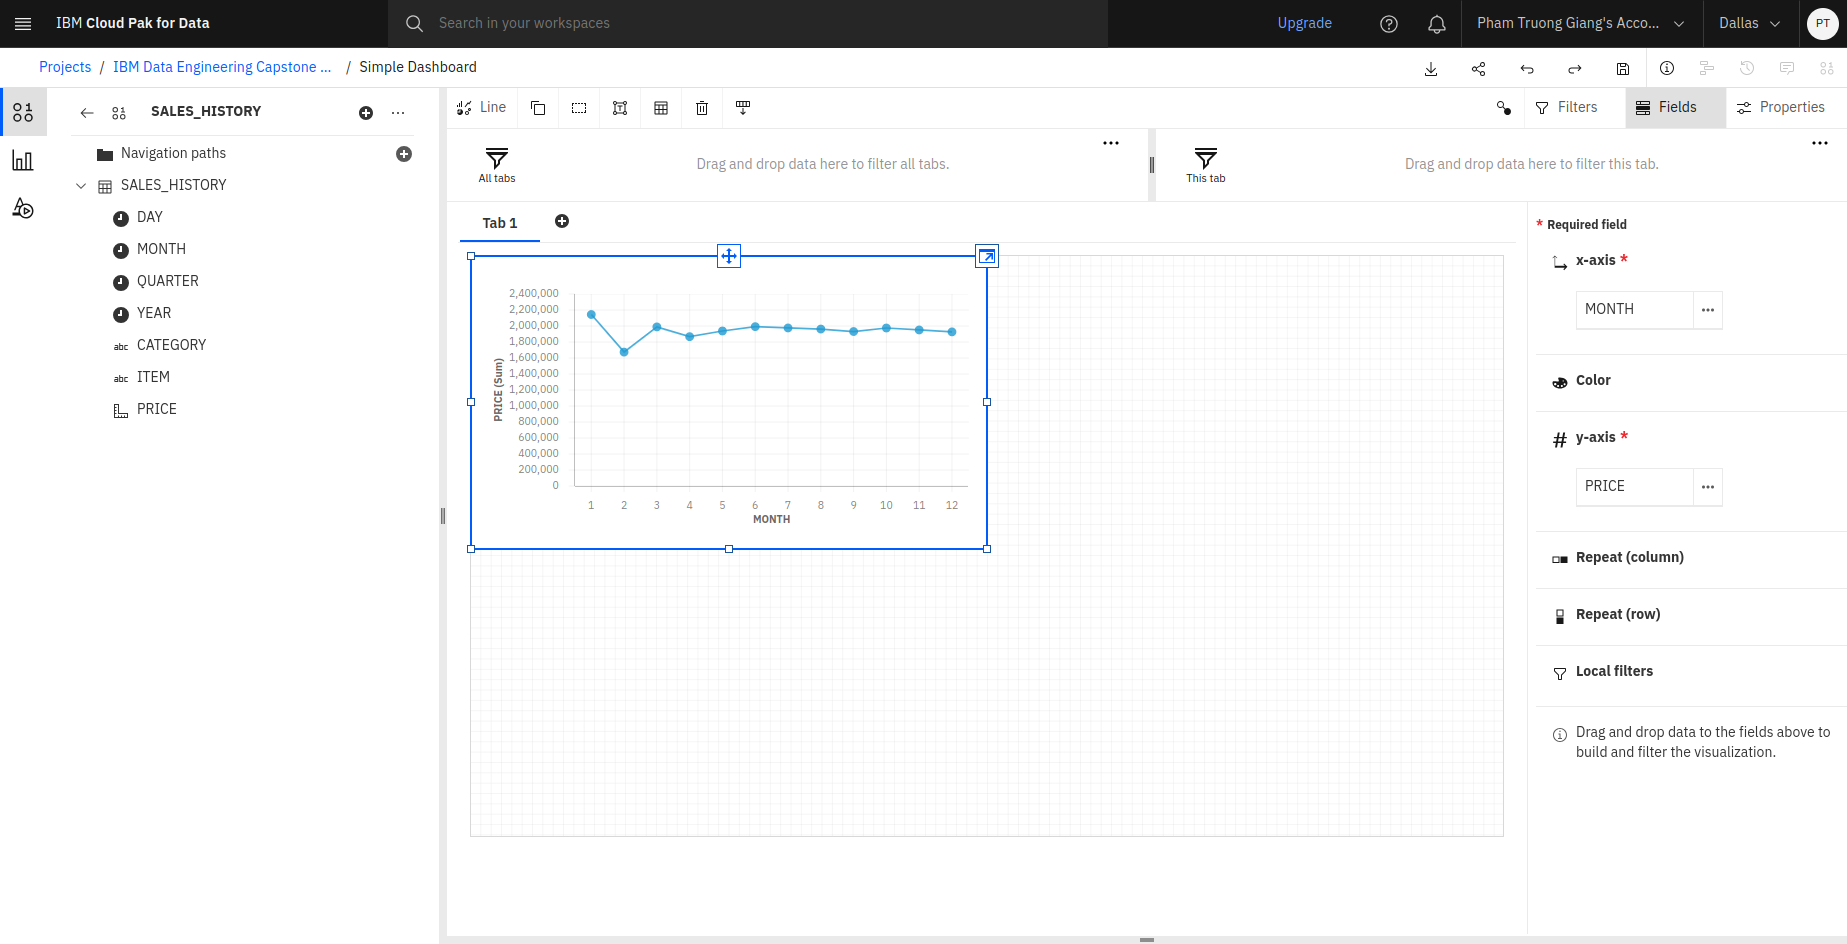 IBM Cloud Pak for Data
Search in your workspaces
Upgrade
Pham Truong Giang's Acco...
Dallas
PT
Projects / IBM Data Engineering Capstone ... / Simple Dashboard
SALES_HISTORY
Navigation paths
SALES_HISTORY
DAY
MONTH
QUARTER
YEAR
abc CATEGORY
abc ITEM
PRICE
Line
Filters
Fields
Properties
All tabs
Drag and drop data here to filter all tabs.
This tab
Drag and drop data here to filter this tab.
Tab 1
PRICE (Sum)
2,400,000
2,200,000
2,000,000
1,800,000
1,600,000
1,400,000
1,200,000
1,000,000
800,000
600,000
400,000
200,000
0
1 2 3 4 5 6 7 8 9 10 11 12
MONTH
* Required field
x-axis *
MONTH
Color
# y-axis *
PRICE
Repeat (column)
Repeat (row)
Local filters
Drag and drop data to the fields above to
build and filter the visualization.